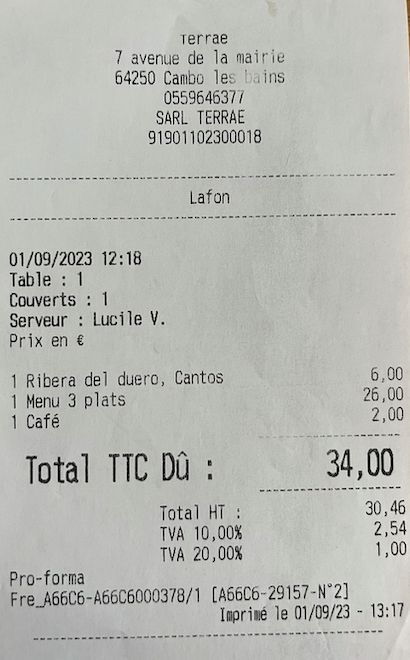 Terrae
7 avenue de la mairie
64250 Cambo les bains
0559646377
SARL TERRAE
91901102300018
Lafon
01/09/2023 12:18
Table : 1
Couverts : 1
Serveur : Lucile V.
Prix en €
1 Ribera del duero, Cantos 6,00
1 Menu 3 plats 26,00
1 Café 2,00
Total TTC Dû : 34,00
Total HT : 30,46
TVA 10,00% 2,54
TVA 20,00% 1,00
Pro-forma
Fre_A66C6-A66C6000378/1 [A66C6-29157-N°2]
Imprimé le 01/09/23 - 13:17